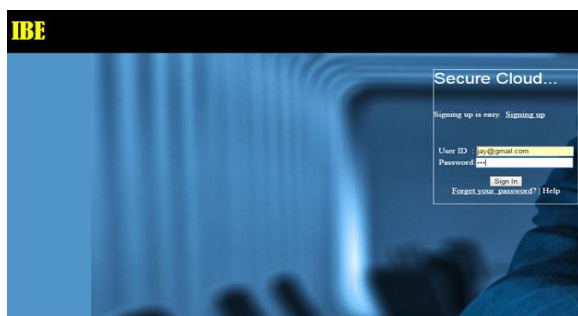 IBE
Secure Cloud...
Signing up is easy. Signing up
User ID : jay@gmail.com
Password: •••
Sign In
Forget your password? | Help